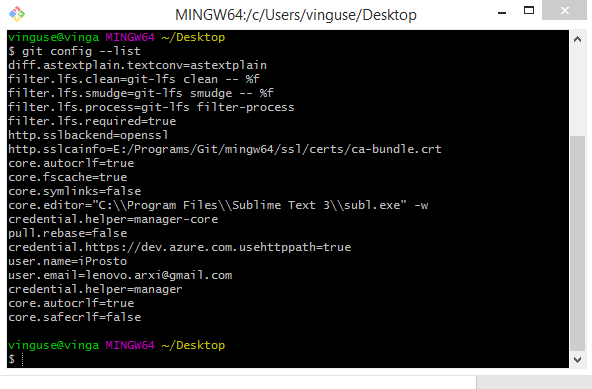 MINGW64:/c/Users/vinguse/Desktop
vinguse@vinga MINGW64 ~/Desktop
$ git config --list
diff.astextplain.textconv=astextplain
filter.lfs.clean=git-lfs clean -- %f
filter.lfs.smudge=git-lfs smudge -- %f
filter.lfs.process=git-lfs filter-process
filter.lfs.required=true
http.sslbackend=openssl
http.sslcainfo=E:/Programs/Git/mingw64/ssl/certs/ca-bundle.crt
core.autocrlf=true
core.fscache=true
core.symlinks=false
core.editor="C:\\Program Files\\Sublime Text 3\\subl.exe" -w
credential.helper=manager-core
pull.rebase=false
credential.https://dev.azure.com.usehttppath=true
user.name=iProsto
user.email=lenovo.arxi@gmail.com
credential.helper=manager
core.autocrlf=true
core.safecrlf=false
vinguse@vinga MINGW64 ~/Desktop
$